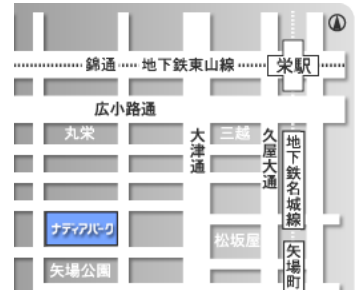 錦通
地下鉄東山線
栄駅
広小路通
丸栄
大津通
三越
久屋大通
地下鉄名城線
ナディアパーク
松坂屋
矢場公園
矢場町